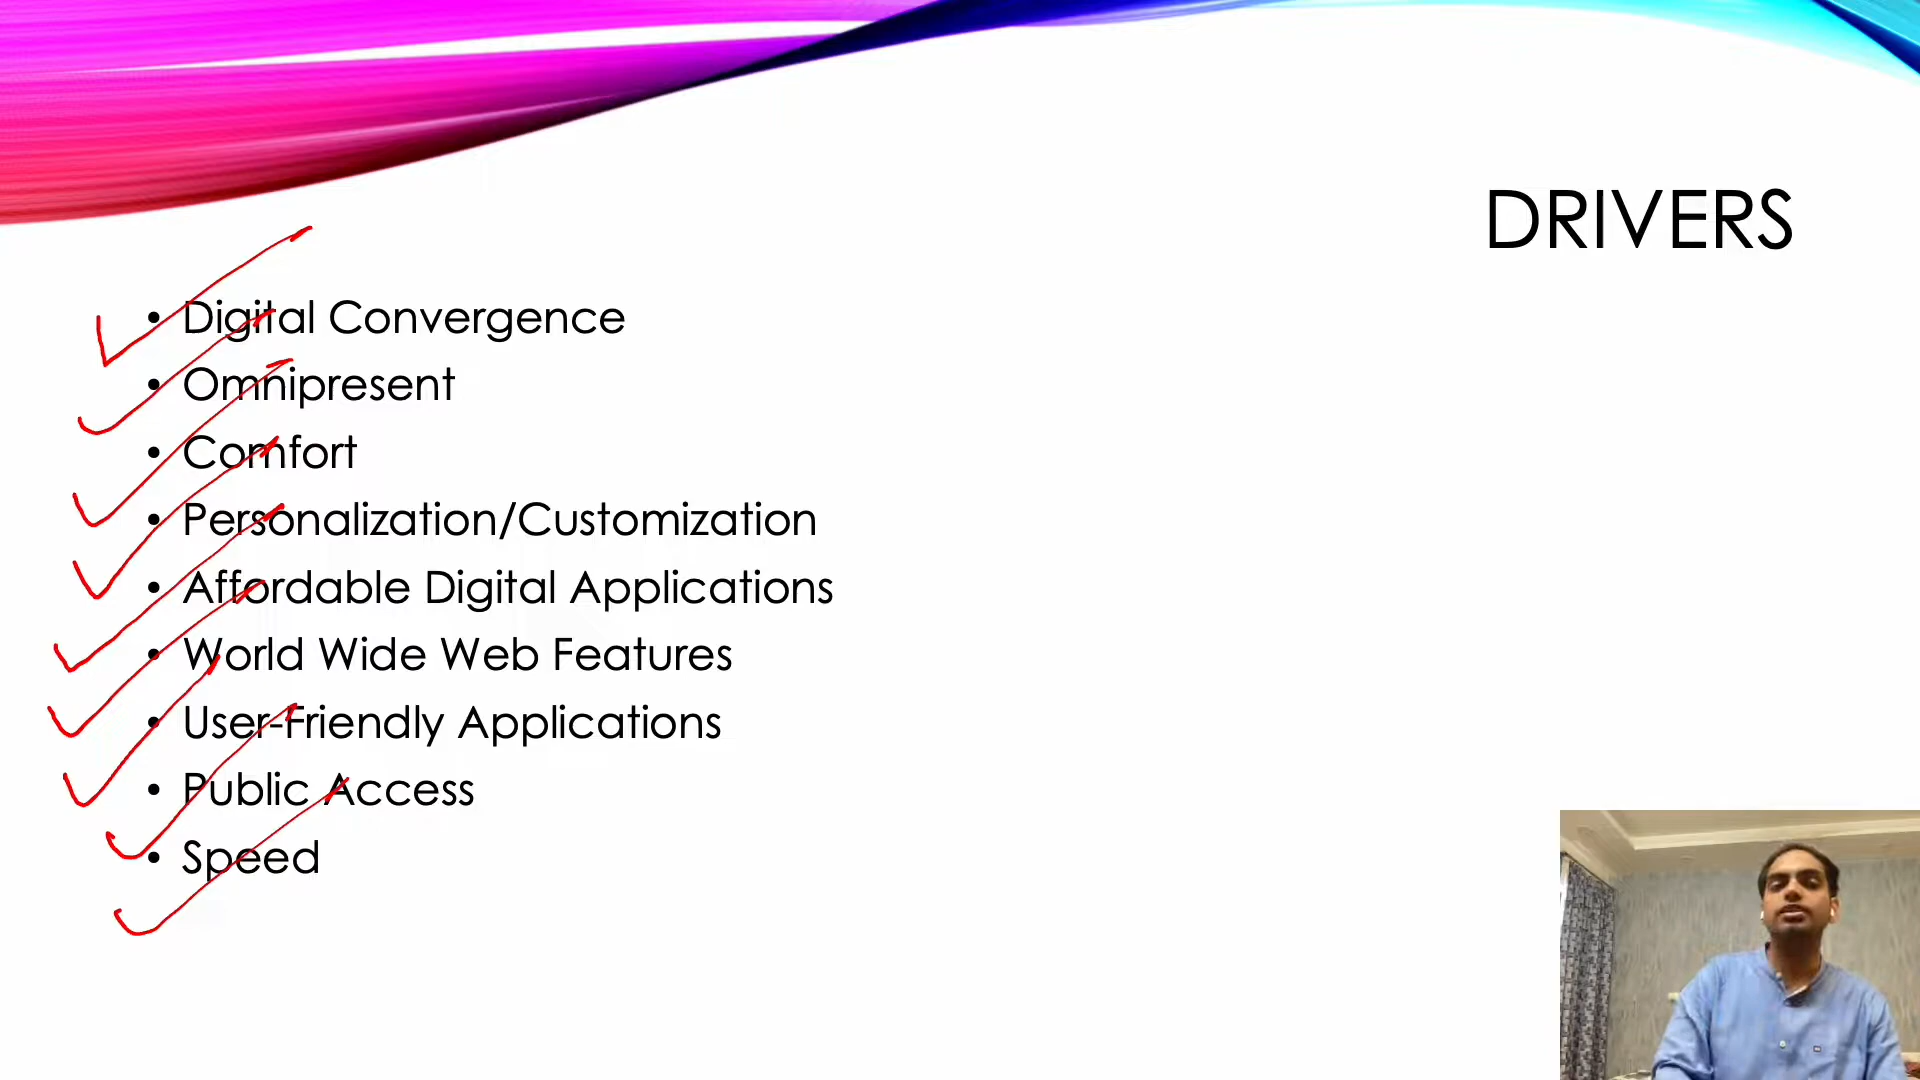 DRIVERS
• Digital Convergence
• Omnipresent
• Comfort
• Personalization/Customization
• Affordable Digital Applications
• World Wide Web Features
• User-Friendly Applications
• Public Access
• Speed